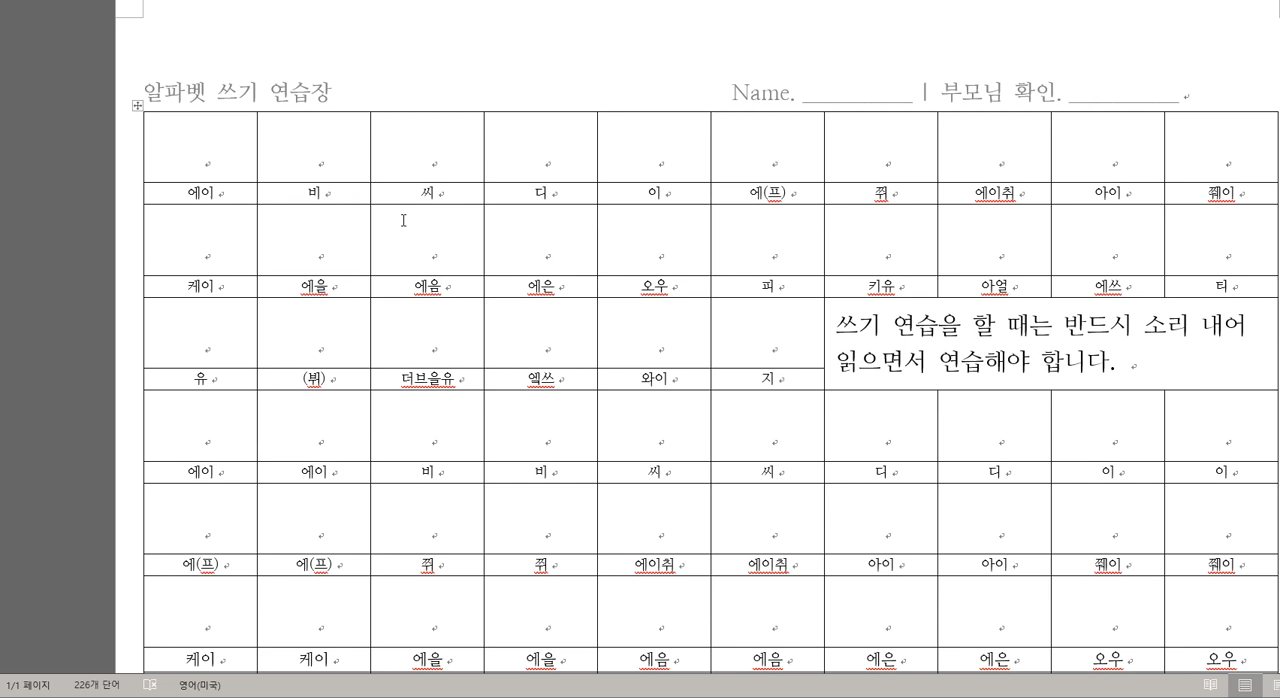 알파벳 쓰기 연습장 Name. __________ | 부모님 확인. __________
에이 비 씨 디 이 에(프) 쮜 에이취 아이 쮀이
케이 에을 에음 에은 오우 피 키유 아얼 에쓰 티
쓰기 연습을 할 때는 반드시 소리 내어
읽으면서 연습해야 합니다.
유 (뷔) 더브을유 엨쓰 와이 지
에이 에이 비 비 씨 씨 디 디 이 이
에(프) 에(프) 쮜 쮜 에이취 에이취 아이 아이 쮀이 쮀이
케이 케이 에을 에을 에음 에음 에은 에은 오우 오우
1/1 페이지 226개 단어 영어(미국)